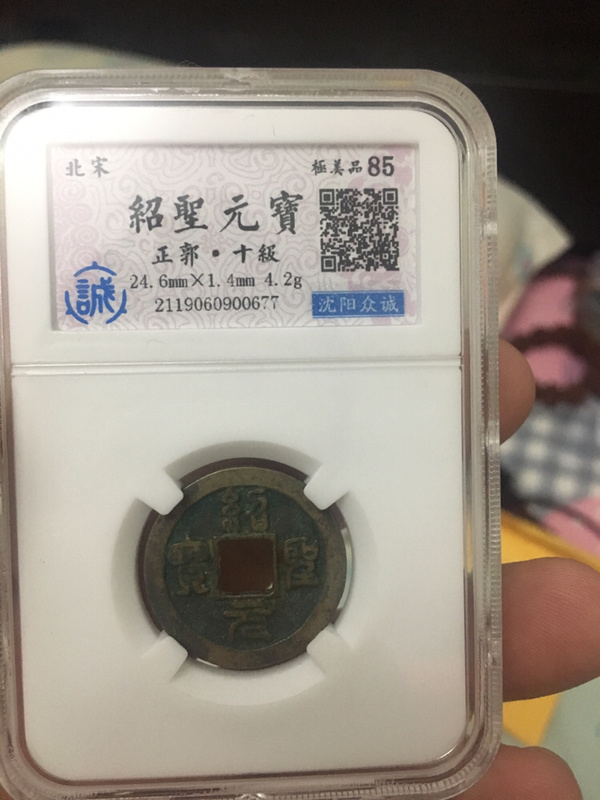 北宋 極美品85
紹聖元寶
正郭·十級
誠 24.6mm×1.4mm 4.2g
2119060900677 沈阳众诚
紹聖元寶